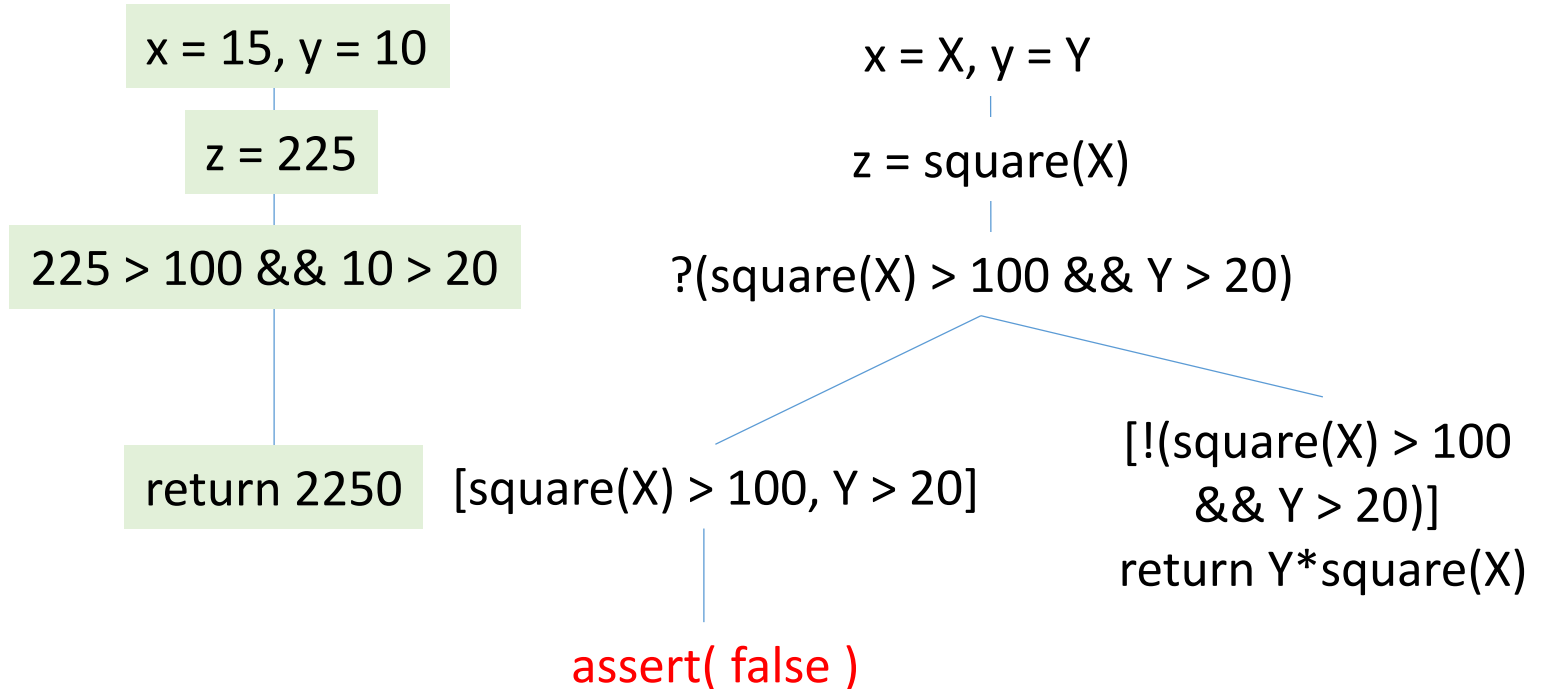 x = 15, y = 10
z = 225
225 > 100 && 10 > 20
return 2250
x = X, y = Y
z = square(X)
?(square(X) > 100 && Y > 20)
[square(X) > 100, Y > 20]
assert( false )
[!(square(X) > 100
&& Y > 20)]
return Y*square(X)